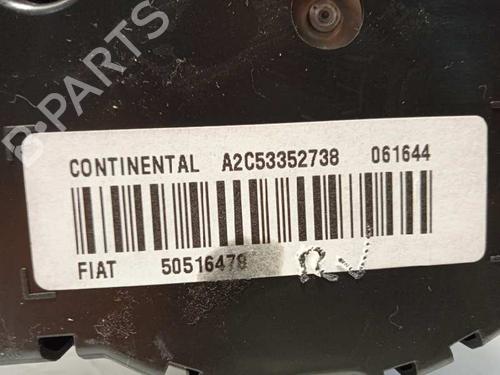 B-PARTS
CONTINENTAL A2C53352738 061644
FIAT 50516479